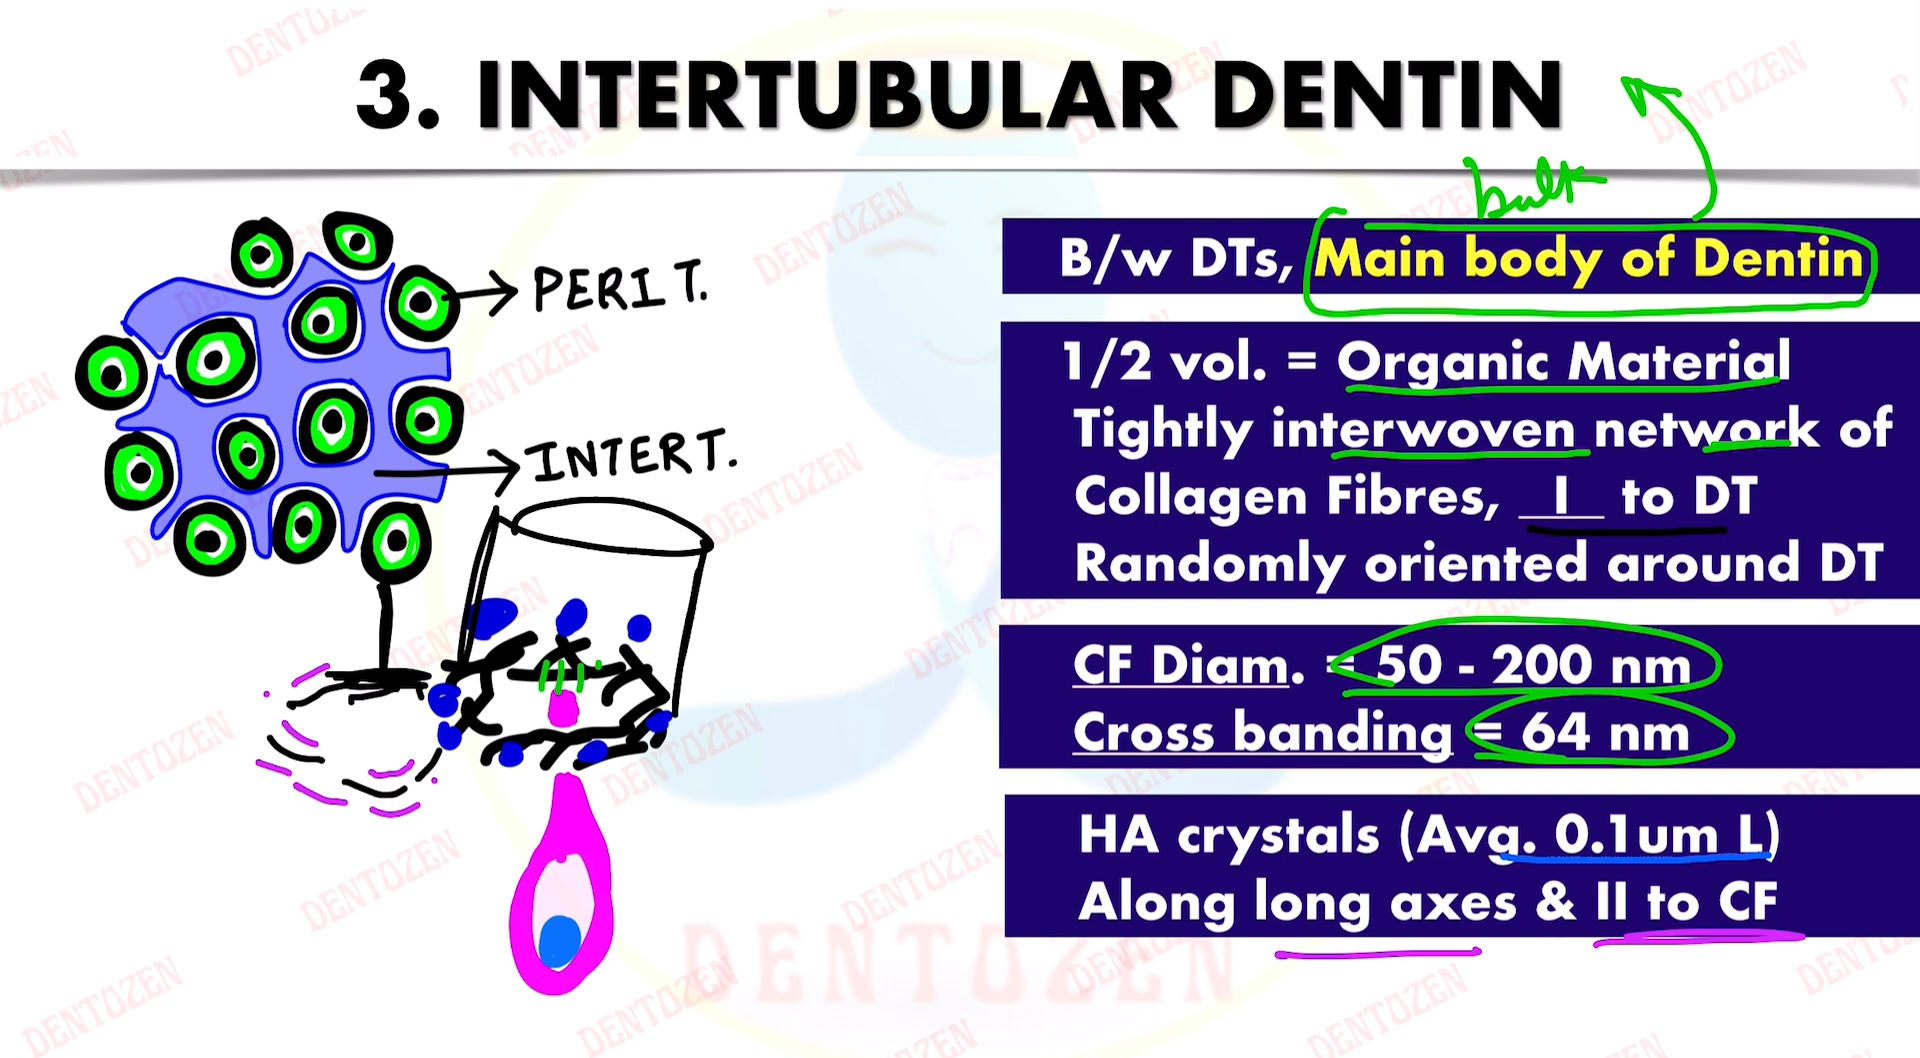 3. INTERTUBULAR DENTIN
bulk
B/w DTs, Main body of Dentin
1/2 vol. = Organic Material
Tightly interwoven network of
Collagen Fibres, _I_ to DT
Randomly oriented around DT
CF Diam. = 50 - 200 nm
Cross banding = 64 nm
HA crystals (Avg. 0.1um L)
Along long axes & II to CF
PERI T.
INTER T.
DENTOZEN